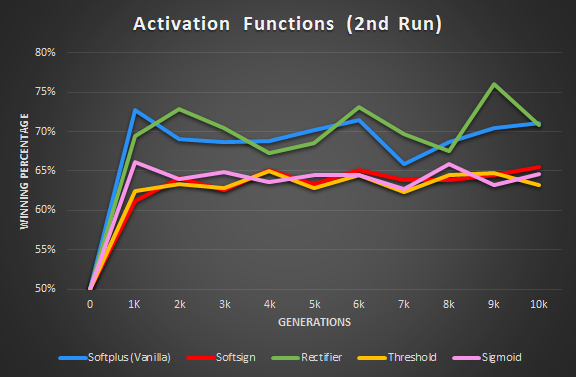 Activation Functions (2nd Run)
80%
75%
70%
65%
60%
55%
50%
WINNING PERCENTAGE
0 1K 2k 3k 4k 5k 6k 7k 8k 9k 10k
GENERATIONS
Softplus (Vanilla) Softsign Rectifier Threshold Sigmoid